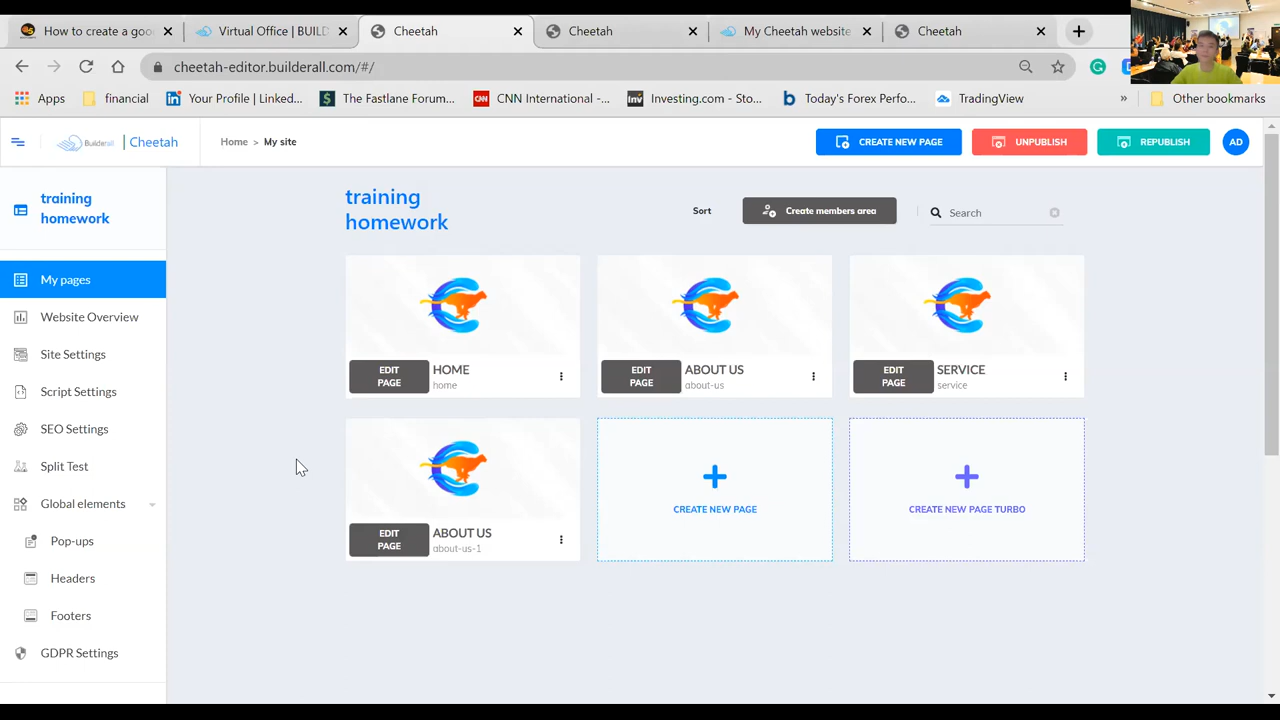 How to create a goo
Virtual Office | BUILD
Cheetah
Cheetah
My Cheetah website
Cheetah
cheetah-editor.builderall.com/#/
Apps
financial
Your Profile | Linked...
The Fastlane Forum...
CNN International -...
Investing.com - Sto...
Today's Forex Perfo...
TradingView
»
Other bookmarks
Builderall | Cheetah
Home > My site
CREATE NEW PAGE
UNPUBLISH
REPUBLISH
AD
training
homework
My pages
Website Overview
Site Settings
Script Settings
SEO Settings
Split Test
Global elements
Pop-ups
Headers
Footers
GDPR Settings
training
homework
Sort
Create members area
Search
EDIT
PAGE
HOME
home
EDIT
PAGE
ABOUT US
about-us
EDIT
PAGE
SERVICE
service
EDIT
PAGE
ABOUT US
about-us-1
CREATE NEW PAGE
CREATE NEW PAGE TURBO